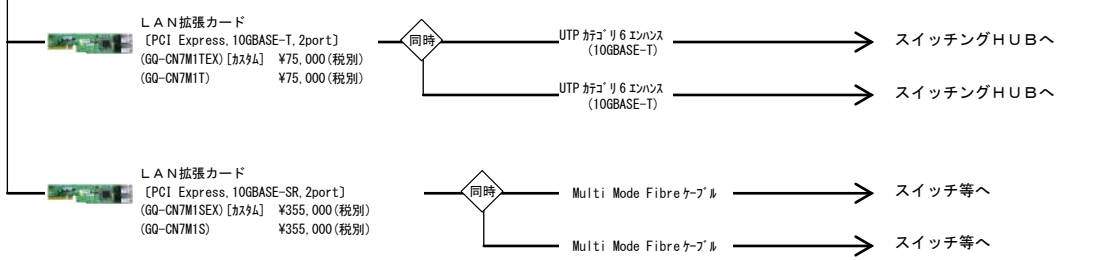 ＬＡＮ拡張カード
〔PCI Express,10GBASE-T,2port〕
(GQ-CN7M1TEX)[ｶｽﾀﾑ] ¥75,000(税別)
(GQ-CN7M1T) ¥75,000(税別)
同時
UTP ｶﾃｺﾞﾘ6 ｴﾝﾊﾝｽ
(10GBASE-T)
スイッチングＨＵＢへ
UTP ｶﾃｺﾞﾘ6 ｴﾝﾊﾝｽ
(10GBASE-T)
スイッチングＨＵＢへ
ＬＡＮ拡張カード
〔PCI Express,10GBASE-SR,2port〕
(GQ-CN7M1SEX)[ｶｽﾀﾑ] ¥355,000(税別)
(GQ-CN7M1S) ¥355,000(税別)
同時
Multi Mode Fibreｹｰﾌﾞﾙ
スイッチ等へ
Multi Mode Fibreｹｰﾌﾞﾙ
スイッチ等へ